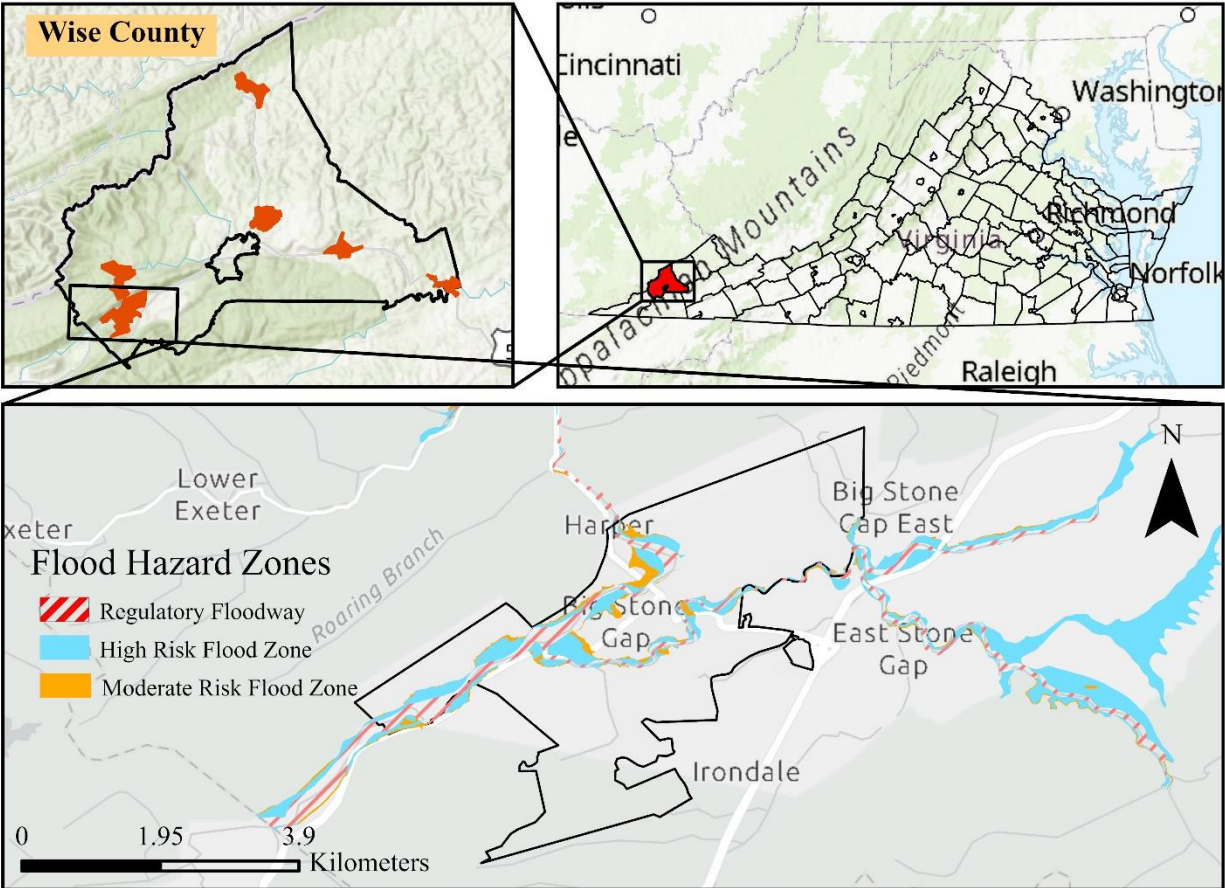 Wise County
Cincinnati
Washington
Appalachian Mountains
Richmond
Virginia
Norfolk
Piedmont
Raleigh
N
Lower
Exeter
xeter
Harper
Big Stone
Gap East
Roaring Branch
Flood Hazard Zones
Regulatory Floodway
High Risk Flood Zone
Moderate Risk Flood Zone
Big Stone
Gap
East Stone
Gap
Irondale
0
1.95
3.9
Kilometers